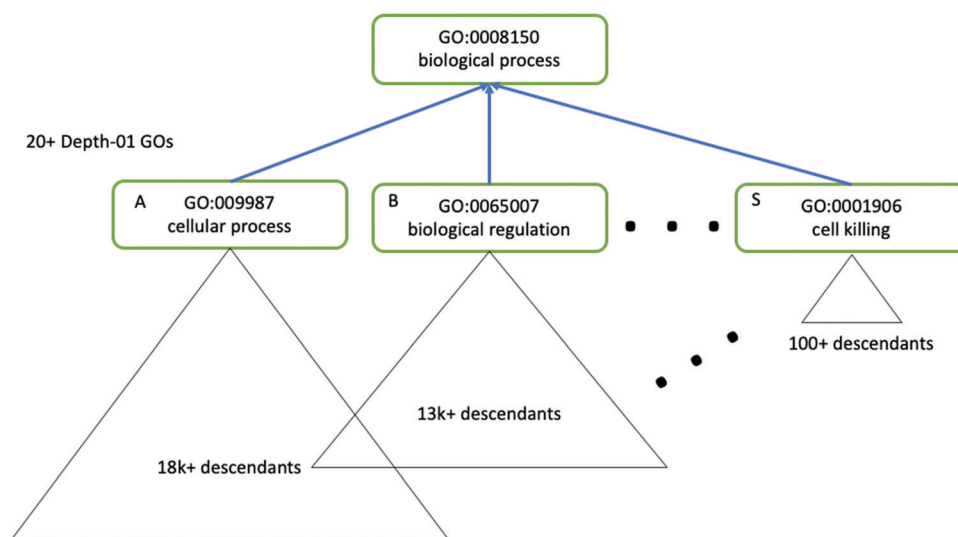 GO:0008150
biological process
20+ Depth-01 GOs
A
GO:009987
cellular process
B
GO:0065007
biological regulation
S
GO:0001906
cell killing
100+ descendants
13k+ descendants
18k+ descendants